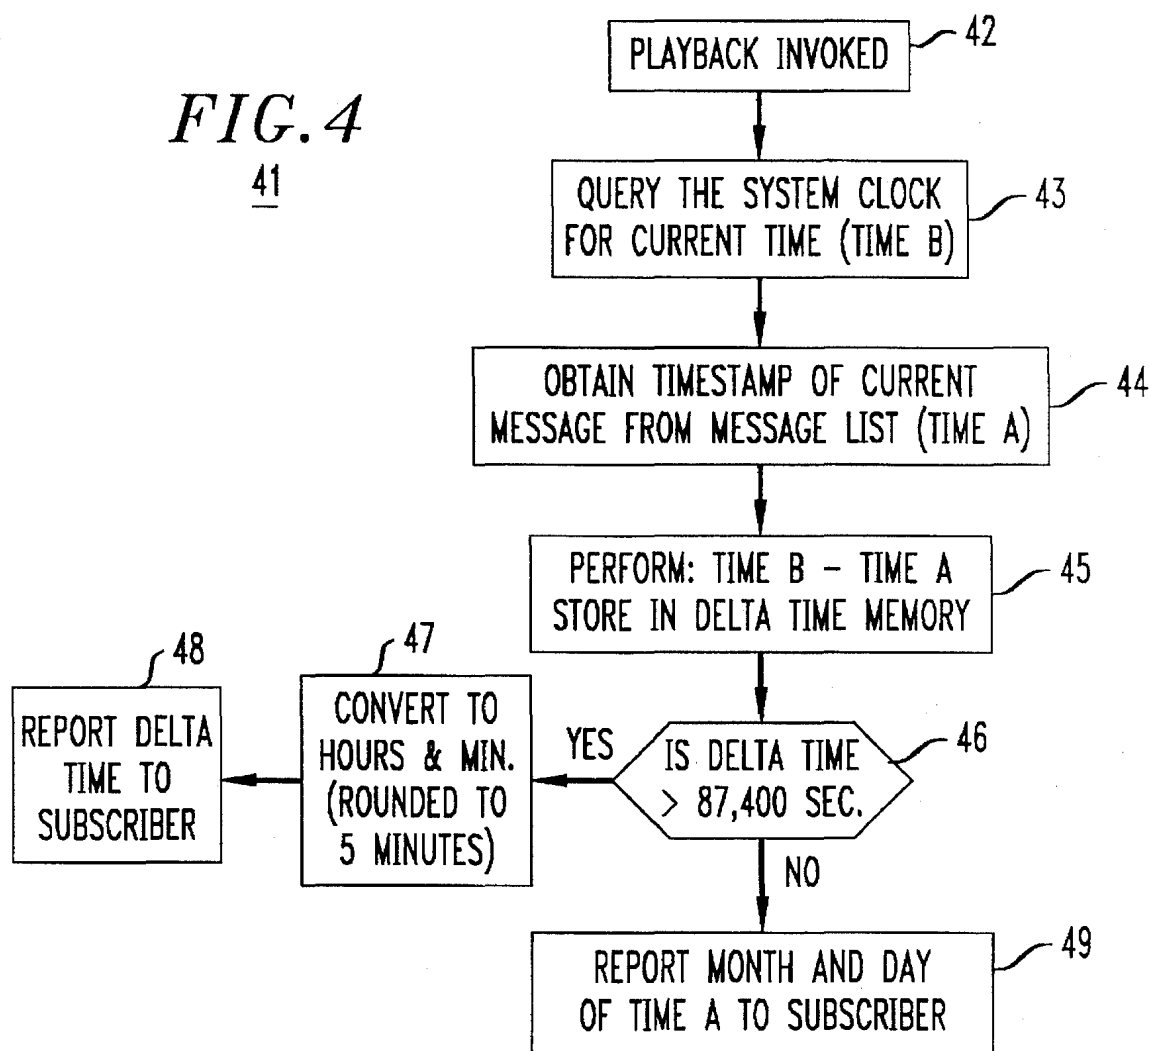 FIG. 4
41
PLAYBACK INVOKED
42
QUERY THE SYSTEM CLOCK
FOR CURRENT TIME (TIME B)
43
OBTAIN TIMESTAMP OF CURRENT
MESSAGE FROM MESSAGE LIST (TIME A)
44
PERFORM: TIME B - TIME A
STORE IN DELTA TIME MEMORY
45
IS DELTA TIME
> 87,400 SEC.
46
YES
CONVERT TO
HOURS & MIN.
(ROUNDED TO
5 MINUTES)
47
REPORT DELTA
TIME TO
SUBSCRIBER
48
NO
REPORT MONTH AND DAY
OF TIME A TO SUBSCRIBER
49